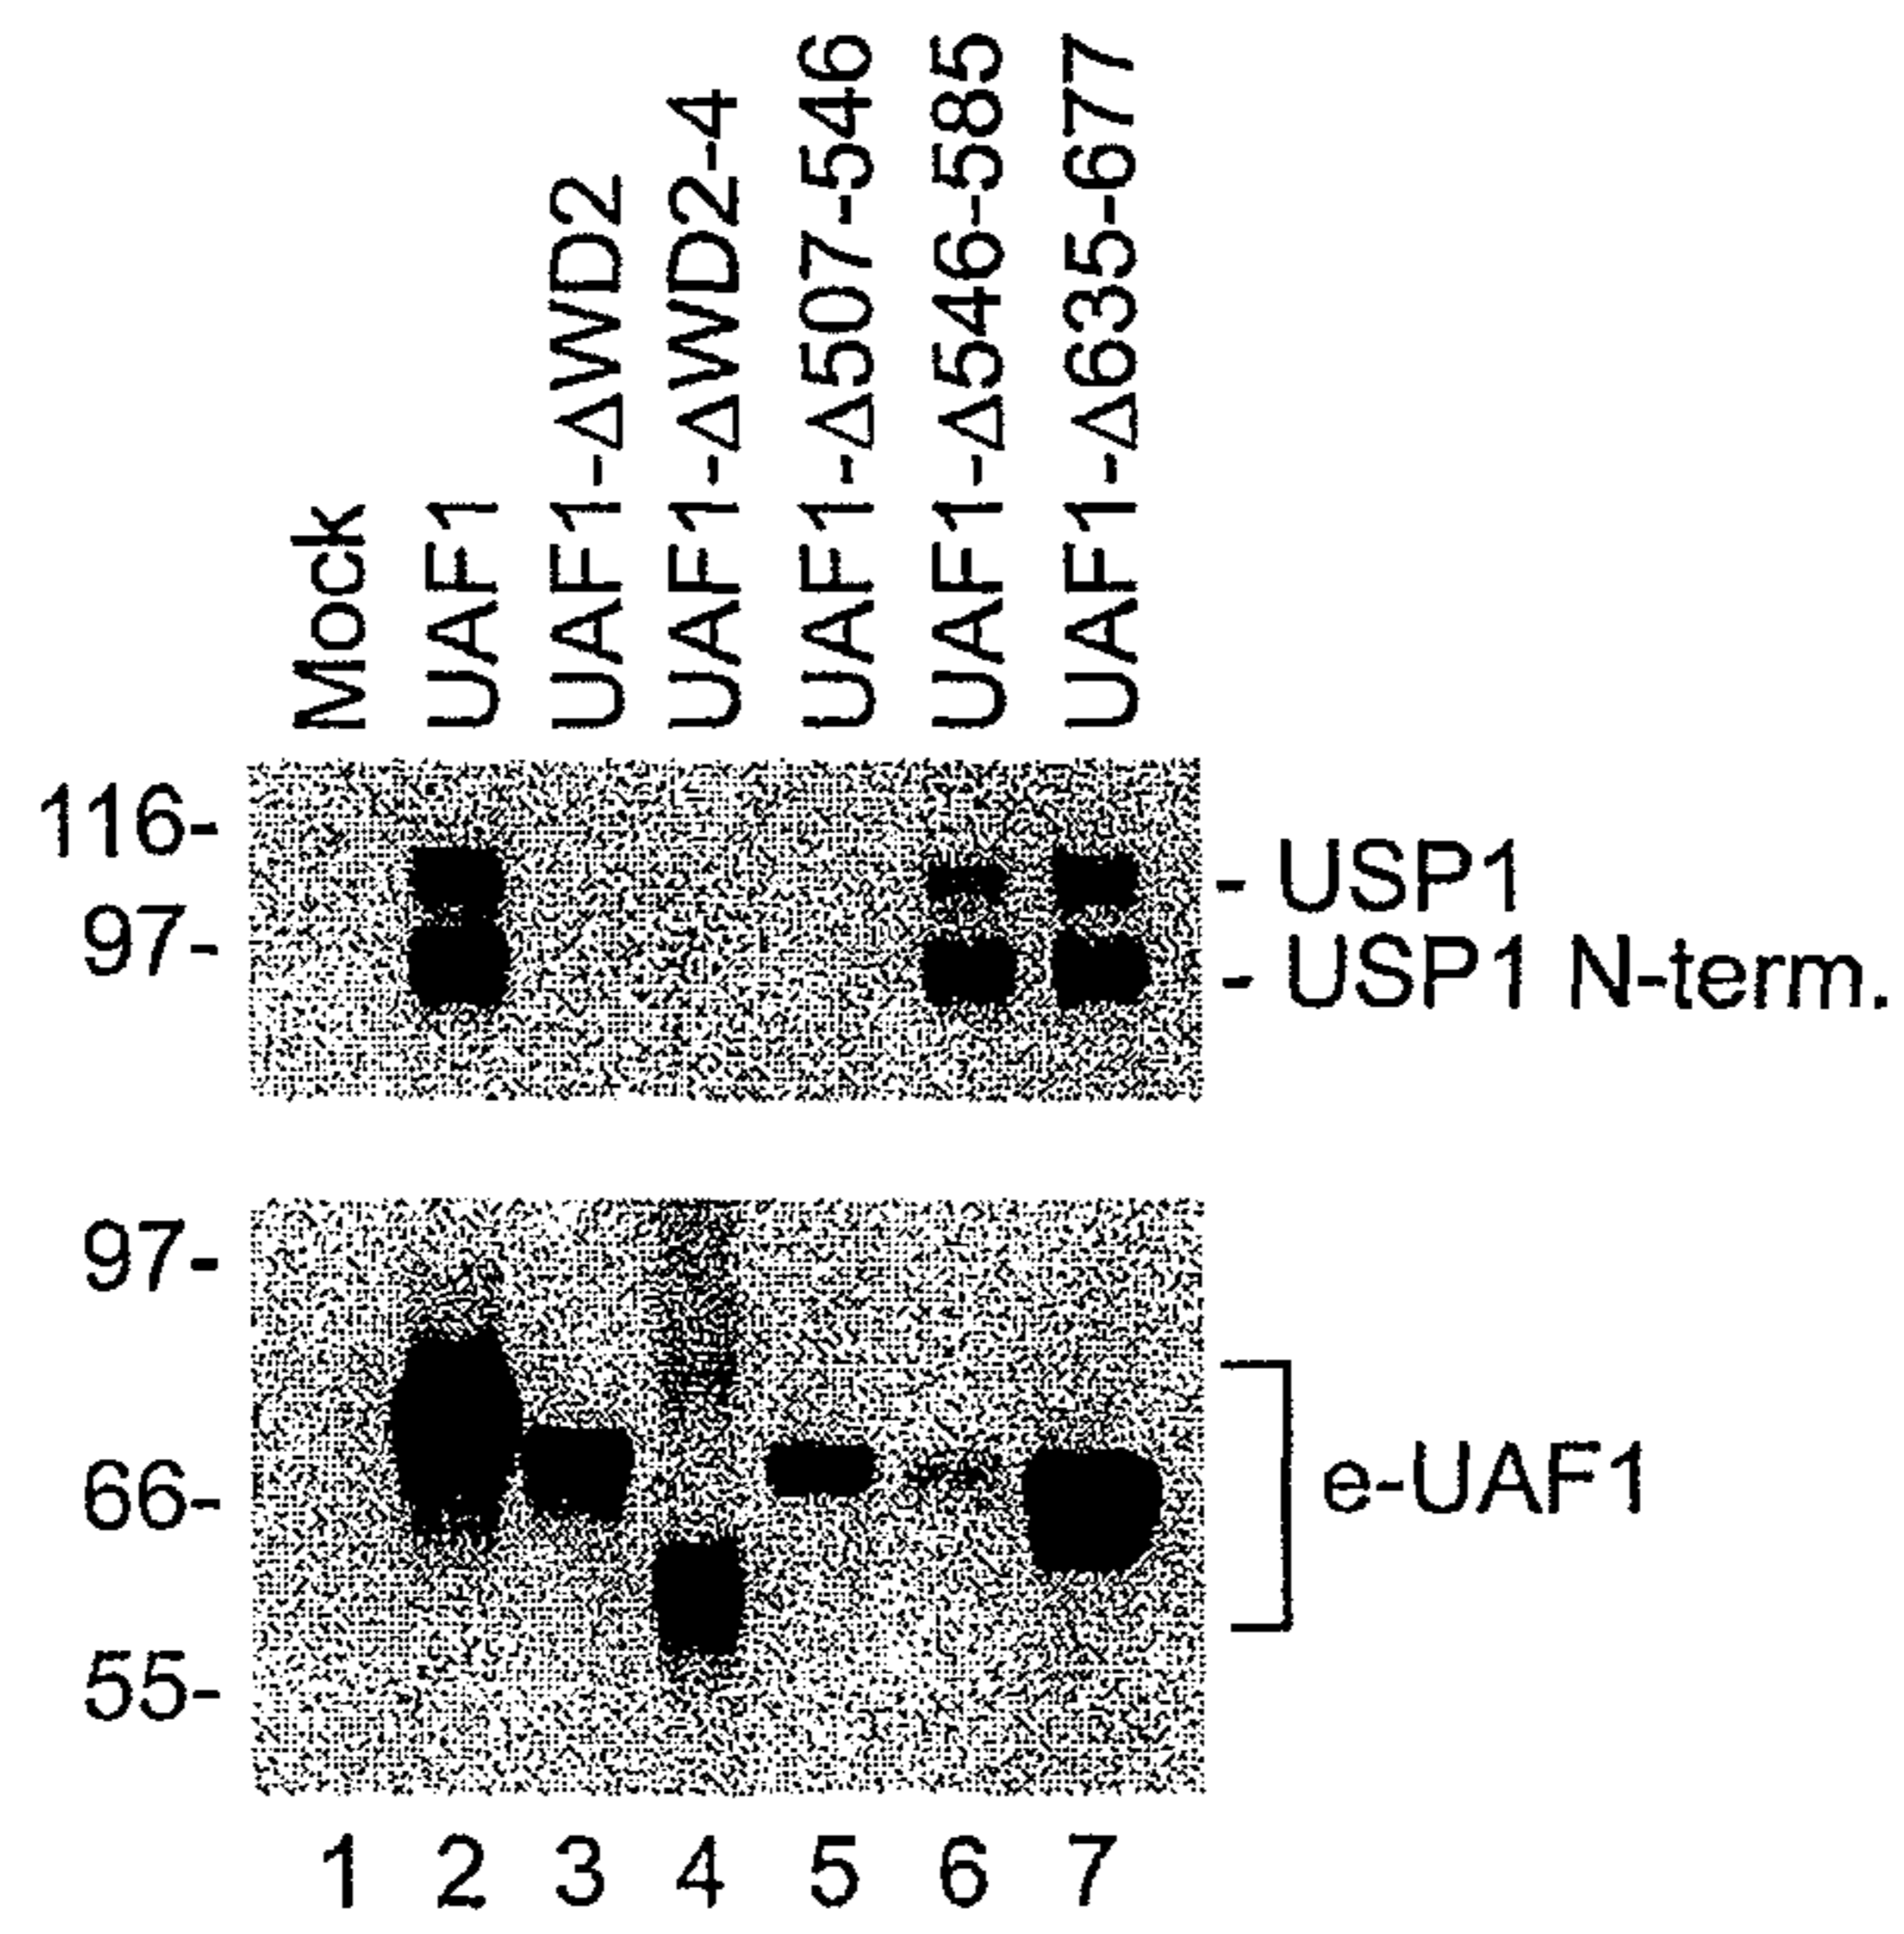 Mock
UAF1
UAF1-ΔWD2
UAF1-ΔWD2-4
UAF1-Δ507-546
UAF1-Δ546-585
UAF1-Δ635-677
116-
97-
- USP1
- USP1 N-term.
97-
66-
55-
e-UAF1
1 2 3 4 5 6 7